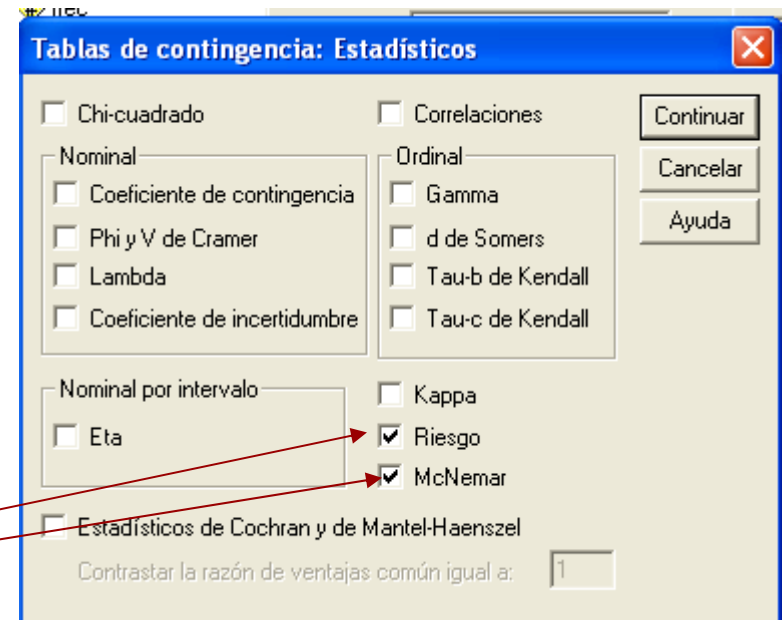 Tablas de contingencia: Estadísticos
Chi-cuadrado
Correlaciones
Continuar
Nominal
Ordinal
Cancelar
Coeficiente de contingencia
Gamma
Ayuda
Phi y V de Cramer
d de Somers
Lambda
Tau-b de Kendall
Coeficiente de incertidumbre
Tau-c de Kendall
Nominal por intervalo
Kappa
Eta
Riesgo
McNemar
Estadísticos de Cochran y de Mantel-Haenszel
Contrastar la razón de ventajas común igual a: 1